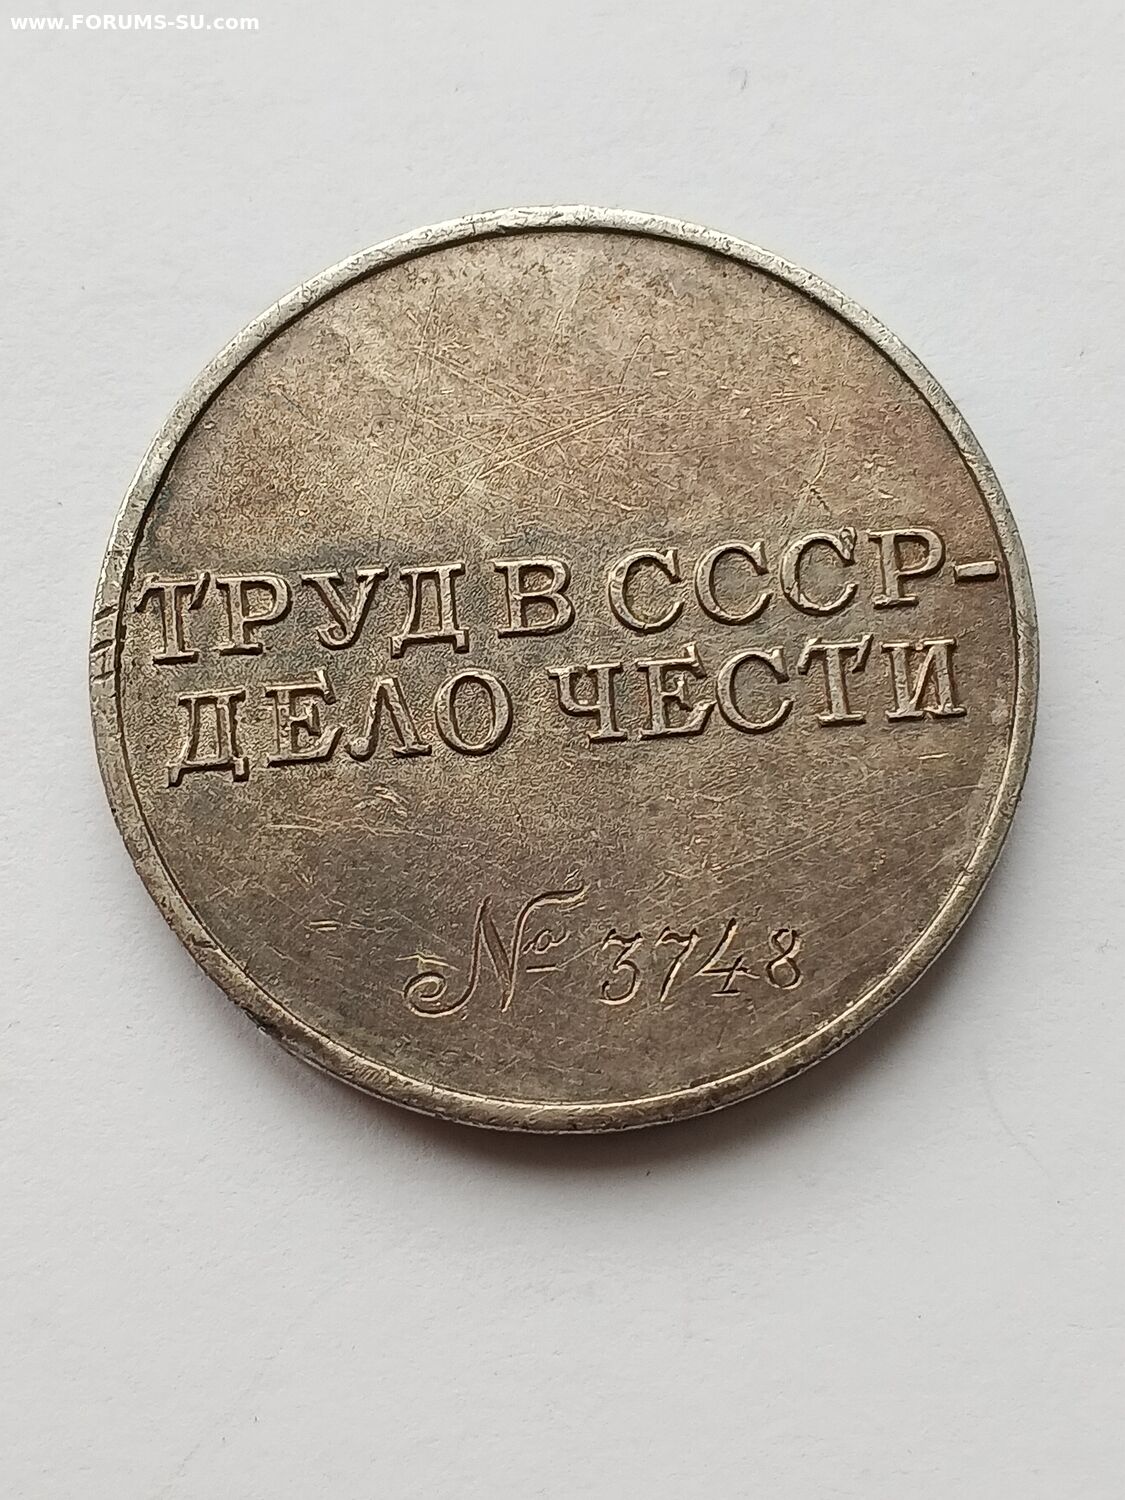 www.FORUMS-SU.com
ТРУД В СССР-
ДЕЛО ЧЕСТИ
№ 3748